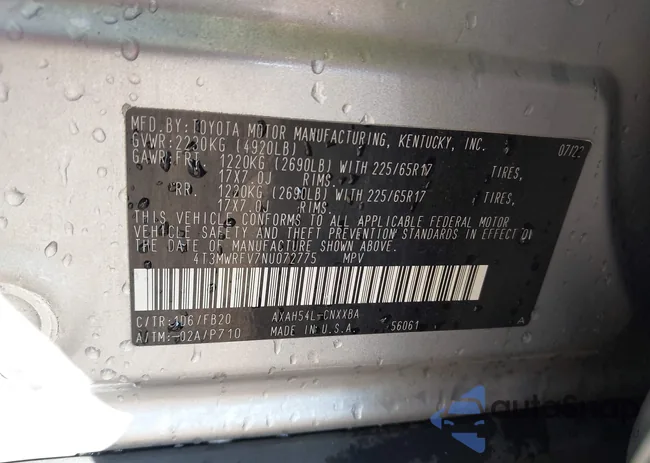 MFD. BY: TOYOTA MOTOR MANUFACTURING, KENTUCKY, INC. 07/22
GVWR: 2230KG (4920LB)
GAWR: FRT. 1220KG (2690LB) WITH 225/65R17 TIRES,
17X7.0J RIMS.
RR. 1220KG (2690LB) WITH 225/65R17 TIRES,
17X7.0J RIMS.
THIS VEHICLE CONFORMS TO ALL APPLICABLE FEDERAL MOTOR
VEHICLE SAFETY AND THEFT PREVENTION STANDARDS IN EFFECT ON
THE DATE OF MANUFACTURE SHOWN ABOVE.
4T3MWRFV7NU072775 MPV
C/TR: 1D6/FB20 AXAH54L-CNXXBA
A/TM: -02A/P710 MADE IN U.S.A. 56061 A
autosnap